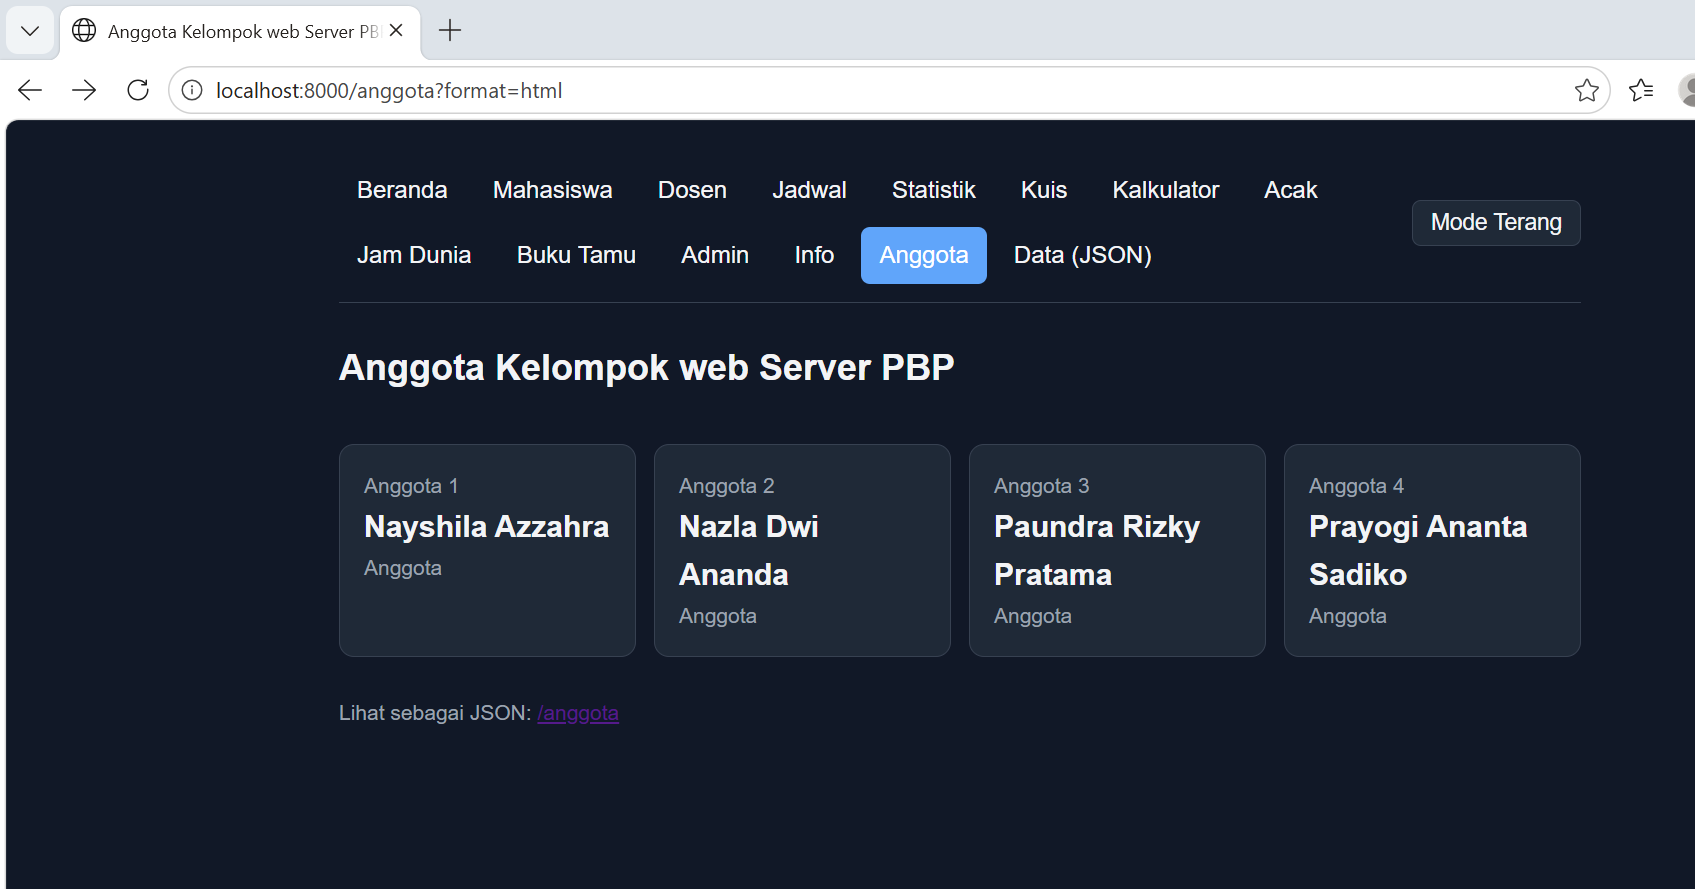 Anggota Kelompok web Server PB
localhost:8000/anggota?format=html
Beranda Mahasiswa Dosen Jadwal Statistik Kuis Kalkulator Acak
Mode Terang
Jam Dunia Buku Tamu Admin Info Anggota Data (JSON)
Anggota Kelompok web Server PBP
Anggota 1
Nayshila Azzahra
Anggota
Anggota 2
Nazla Dwi
Ananda
Anggota
Anggota 3
Paundra Rizky
Pratama
Anggota
Anggota 4
Prayogi Ananta
Sadiko
Anggota
Lihat sebagai JSON: /anggota